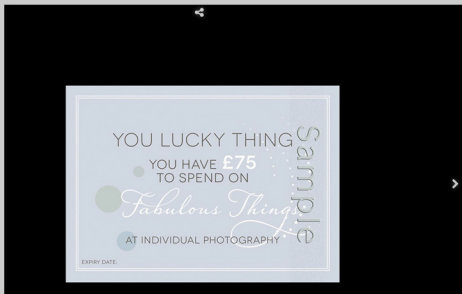 YOU LUCKY THING
YOU HAVE £75
TO SPEND ON
Fabulous Things
AT INDIVIDUAL PHOTOGRAPHY
EXPIRY DATE:
Sample